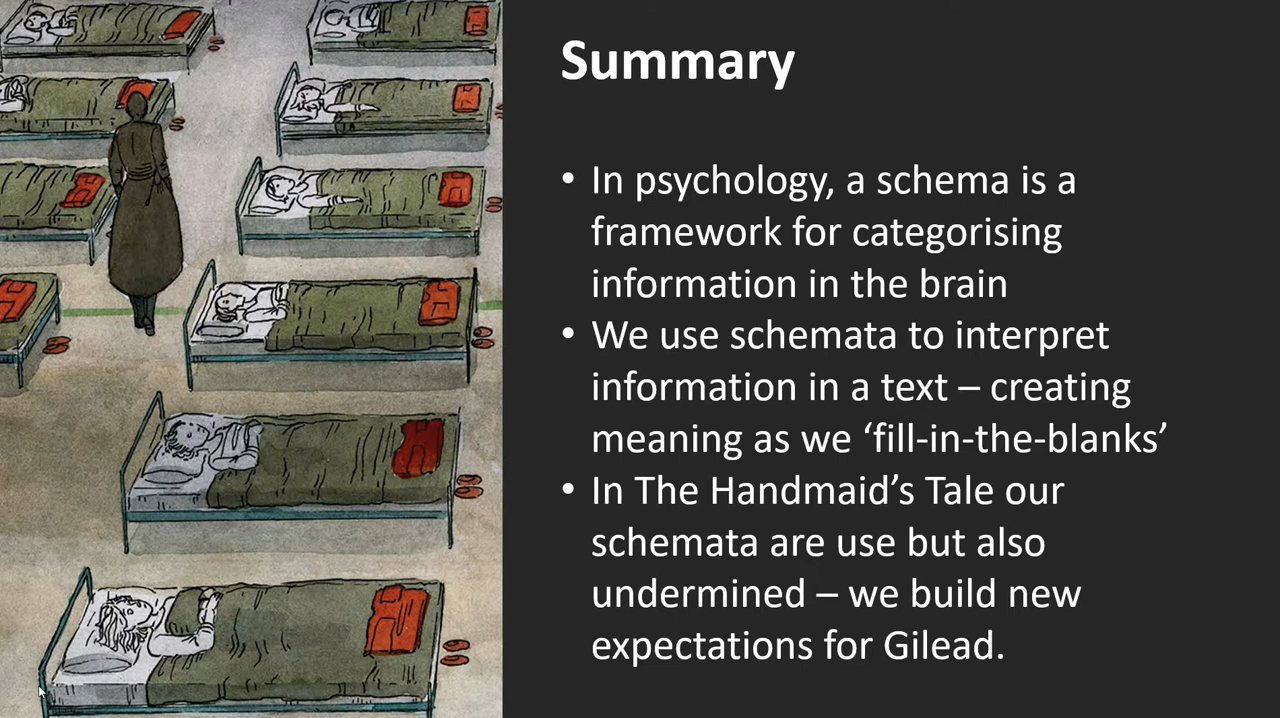 Summary
• In psychology, a schema is a
framework for categorising
information in the brain
• We use schemata to interpret
information in a text – creating
meaning as we ‘fill-in-the-blanks’
• In The Handmaid’s Tale our
schemata are use but also
undermined – we build new
expectations for Gilead.